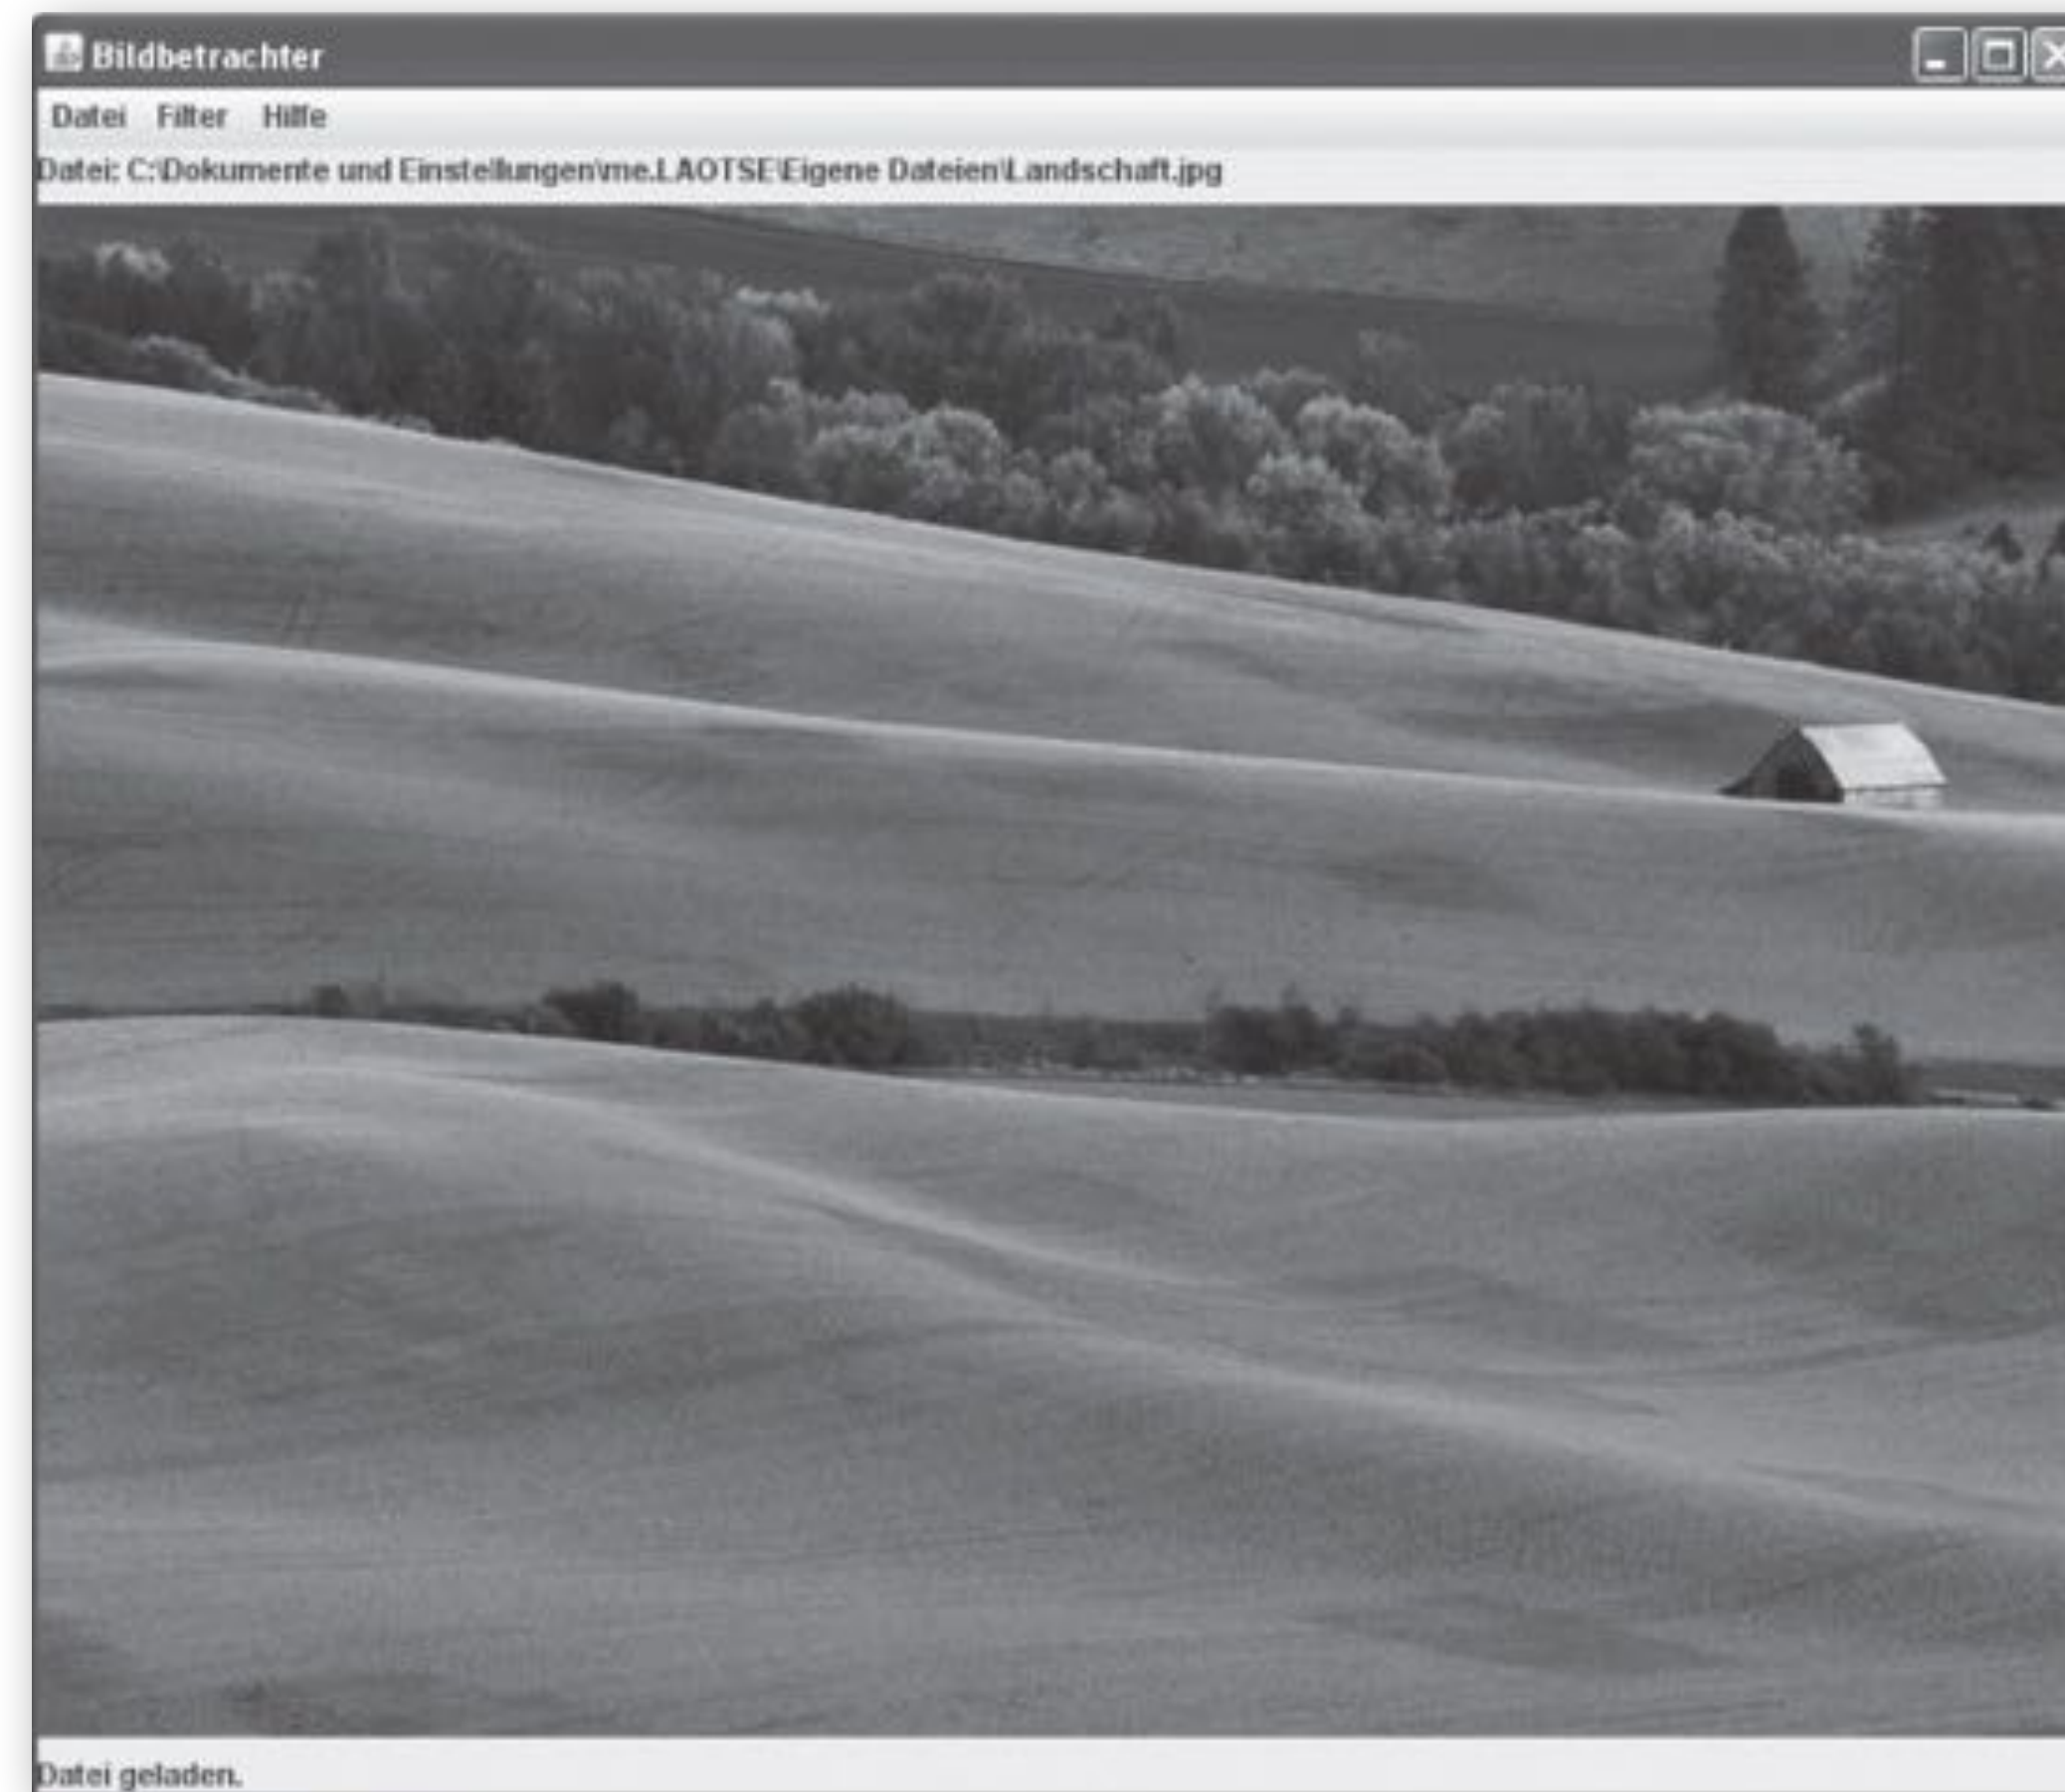 Bildbetrachter
Datei Filter Hilfe
Datei: C:\Dokumente und Einstellungen\me.LAOTSE\Eigene Dateien\Landschaft.jpg
Datei geladen.